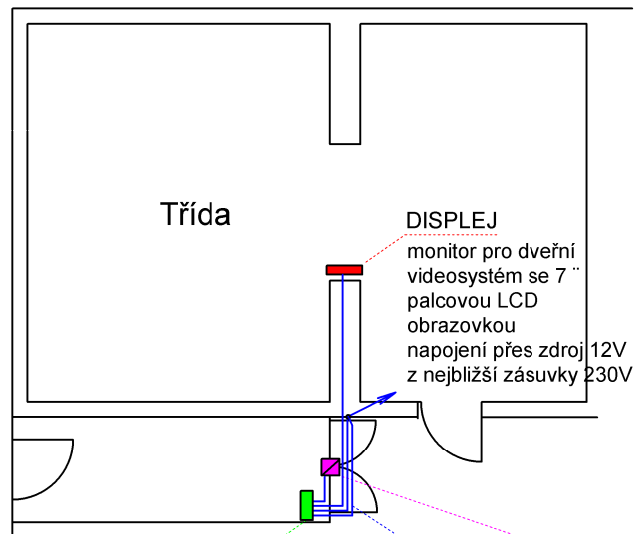 Třída
DISPLEJ
monitor pro dveřní
videosystém se 7 ¨
palcovou LCD
obrazovkou
napojení přes zdroj 12V
z nejbližší zásuvky 230V